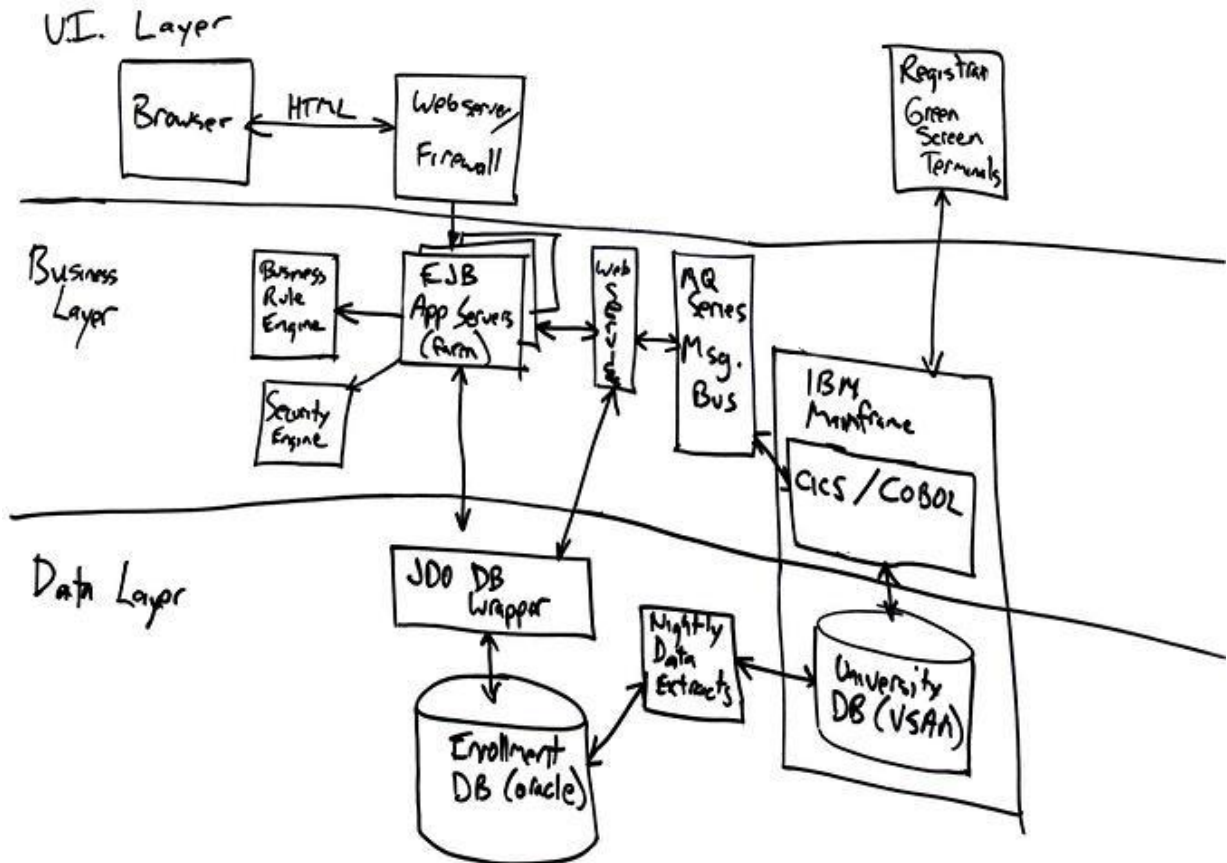 U.I. Layer
Browser
HTML
Webserver/
Firewall
Registrar
Green
Screen
Terminals
Business
Layer
Business
Rule
Engine
EJB
App Servers
(farm)
Web
Services
MQ
Series
Msg.
Bus
Security
Engine
IBM
Mainframe
CICS/COBOL
Data Layer
JDO DB
Wrapper
Nightly
Data
Extracts
University
DB (VSAM)
Enrollment
DB (oracle)